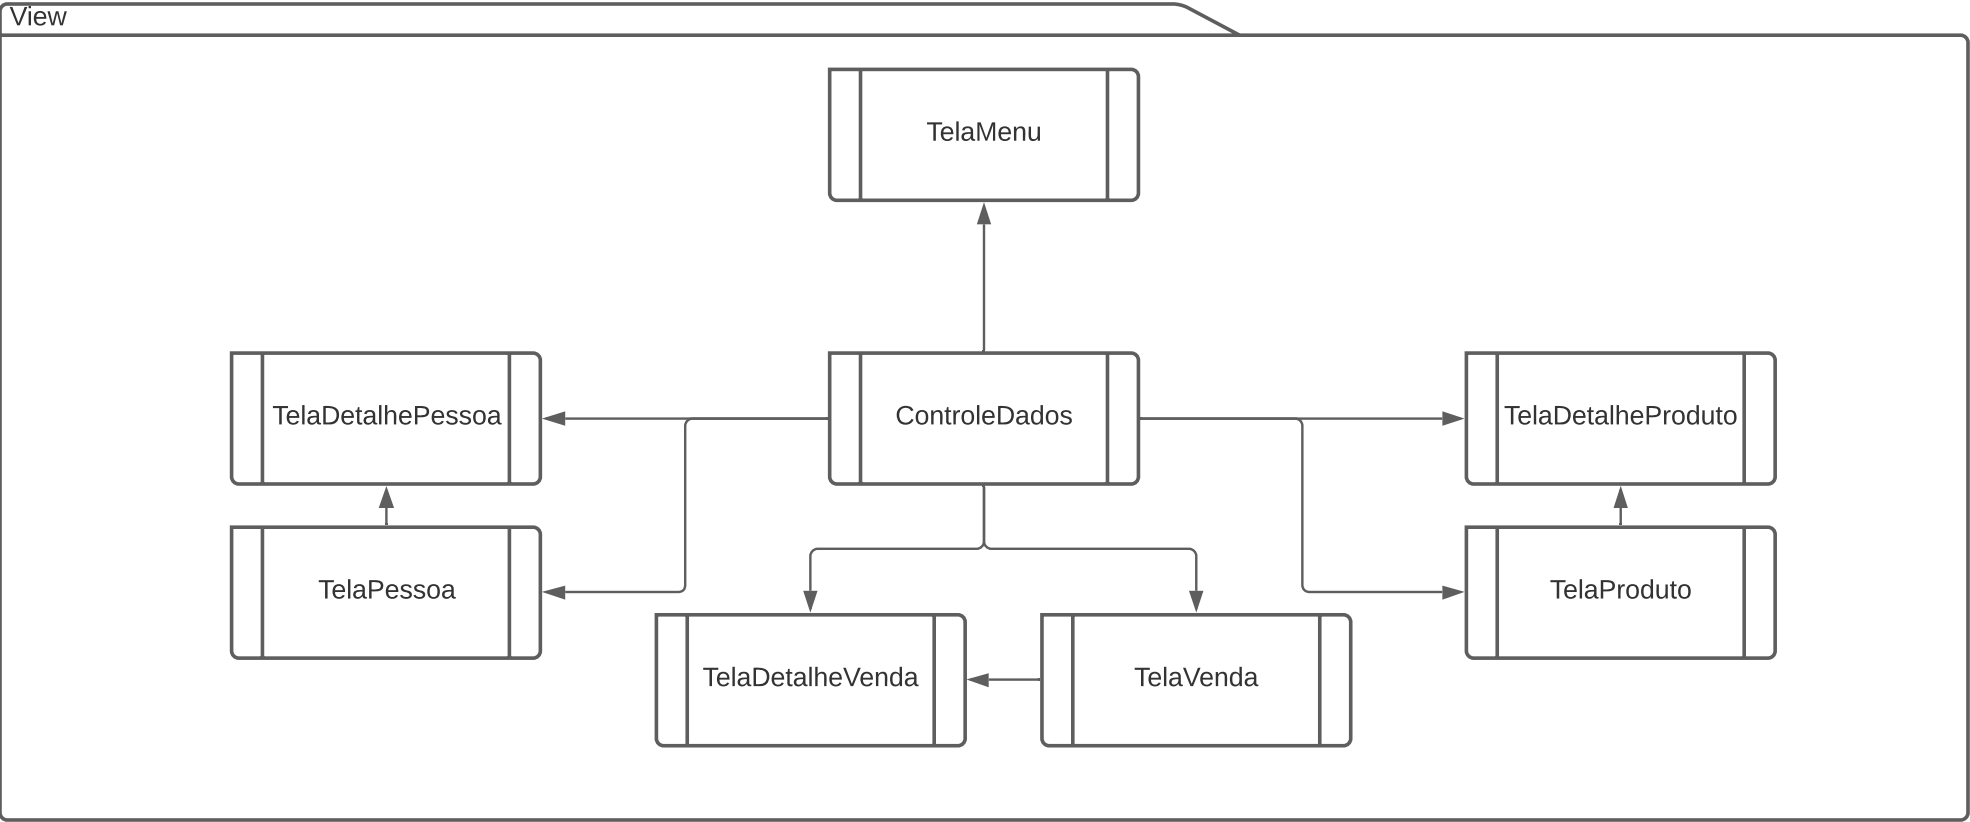 View
TelaMenu
TelaDetalhePessoa
ControleDados
TelaDetalheProduto
TelaPessoa
TelaProduto
TelaDetalheVenda
TelaVenda